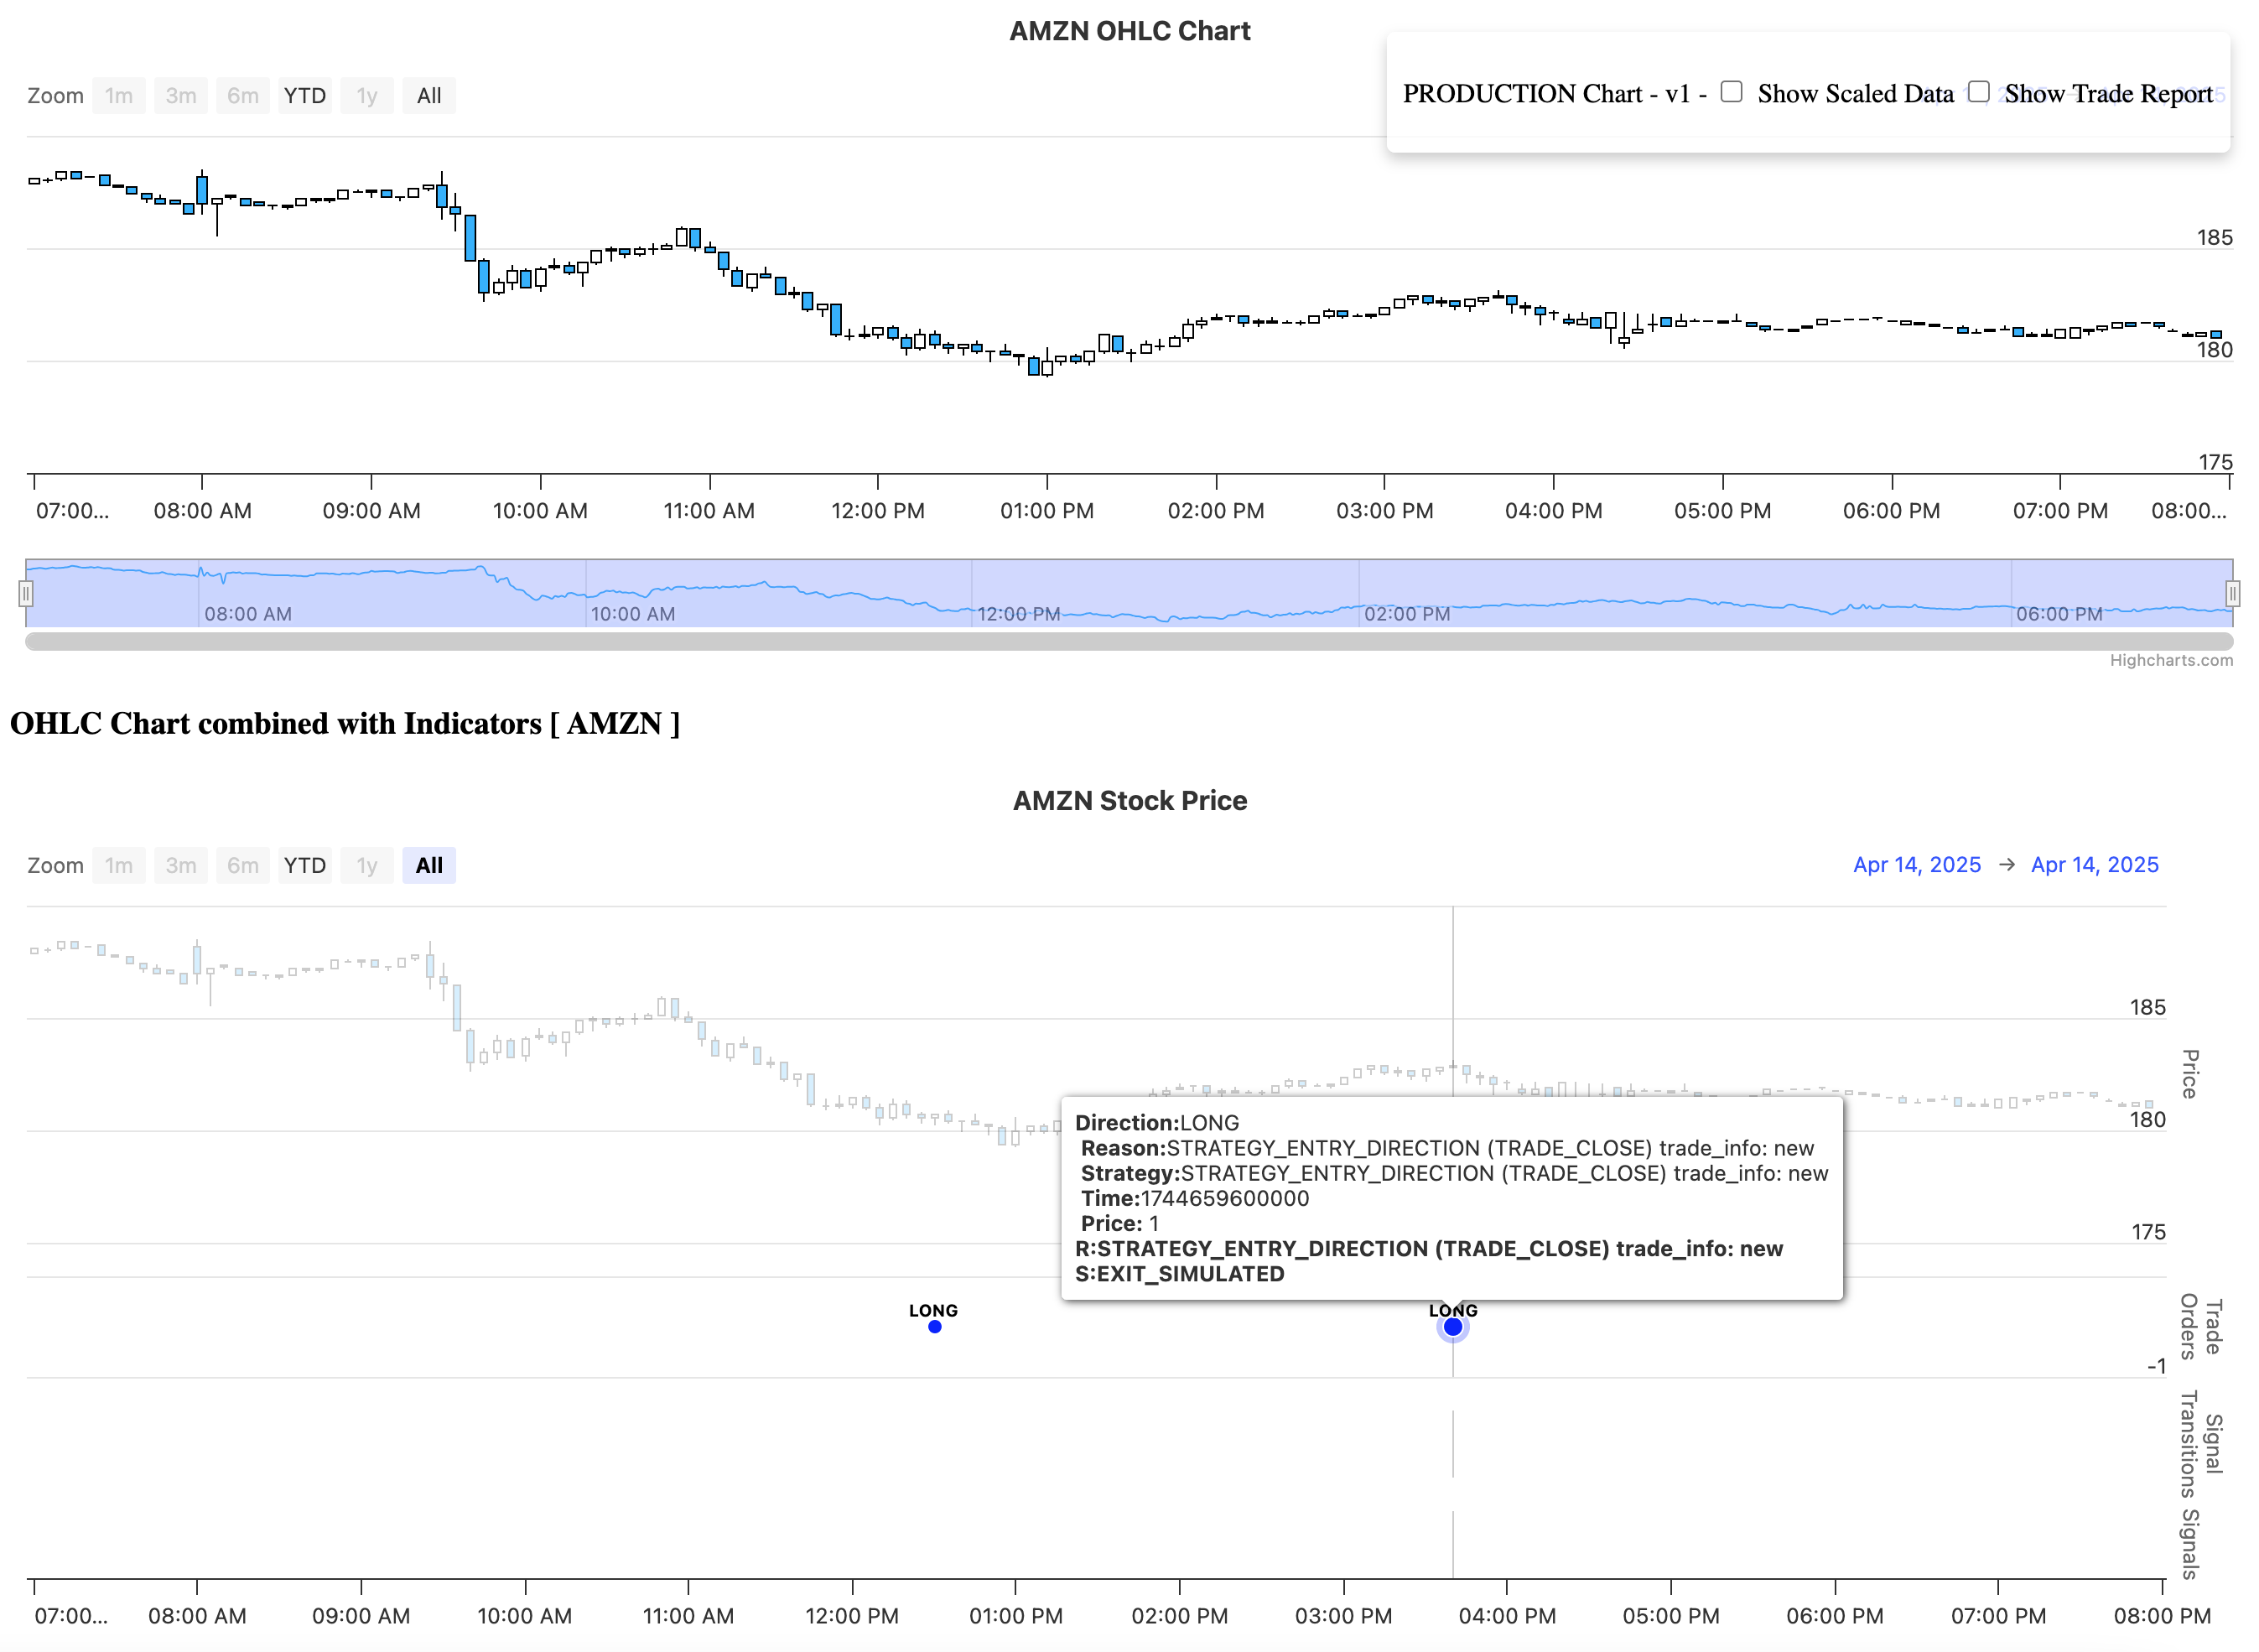 AMZN OHLC Chart
Zoom 1m 3m 6m YTD 1y All
PRODUCTION Chart - v1 - Show Scaled Data Show Trade Report
185
180
175
07:00... 08:00 AM 09:00 AM 10:00 AM 11:00 AM 12:00 PM 01:00 PM 02:00 PM 03:00 PM 04:00 PM 05:00 PM 06:00 PM 07:00 PM 08:00...
08:00 AM 10:00 AM 12:00 PM 02:00 PM 06:00 PM
Highcharts.com
OHLC Chart combined with Indicators [ AMZN ]
AMZN Stock Price
Zoom 1m 3m 6m YTD 1y All
Apr 14, 2025 → Apr 14, 2025
185
Price
180
175
Direction:LONG
Reason:STRATEGY_ENTRY_DIRECTION (TRADE_CLOSE) trade_info: new
Strategy:STRATEGY_ENTRY_DIRECTION (TRADE_CLOSE) trade_info: new
Time:1744659600000
Price: 1
R:STRATEGY_ENTRY_DIRECTION (TRADE_CLOSE) trade_info: new
S:EXIT_SIMULATED
LONG
LONG
Trade
Orders
-1
Signal
Transitions
Signals
07:00... 08:00 AM 09:00 AM 10:00 AM 11:00 AM 12:00 PM 01:00 PM 02:00 PM 03:00 PM 04:00 PM 05:00 PM 06:00 PM 07:00 PM 08:00 PM